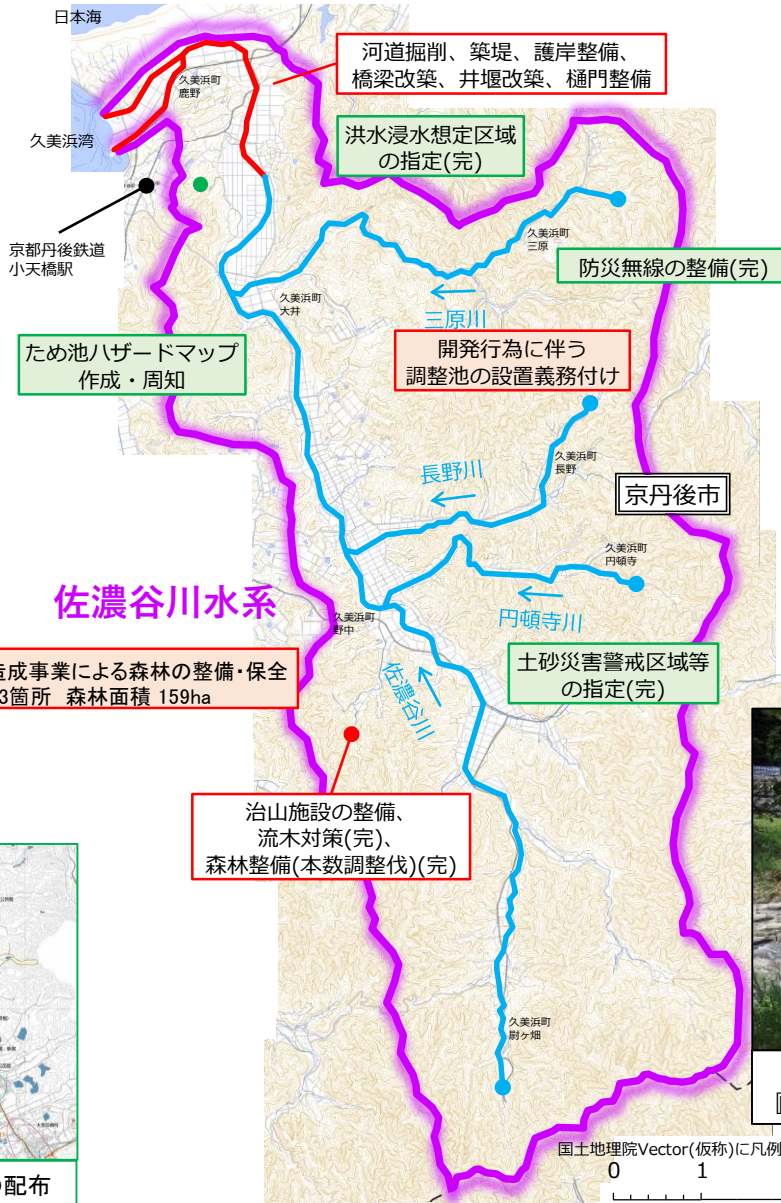 日本海
河道掘削、築堤、護岸整備、
橋梁改築、井堰改築、樋門整備
久美浜町
鹿野
久美浜湾
洪水浸水想定区域
の指定(完)
京都丹後鉄道
小天橋駅
久美浜町
三原
防災無線の整備(完)
久美浜町
大井
三原川
ため池ハザードマップ
作成・周知
開発行為に伴う
調整池の設置義務付け
久美浜町
長野
長野川
京丹後市
久美浜町
円頓寺
佐濃谷川水系
久美浜町
野中
円頓寺川
造成事業による森林の整備・保全
3箇所 森林面積 159ha
土砂災害警戒区域等
の指定(完)
佐濃谷川
治山施設の整備、
流木対策(完)、
森林整備(本数調整伐)(完)
久美浜町
尉ヶ畑
国土地理院Vector(仮称)に凡例
0 1
の配布